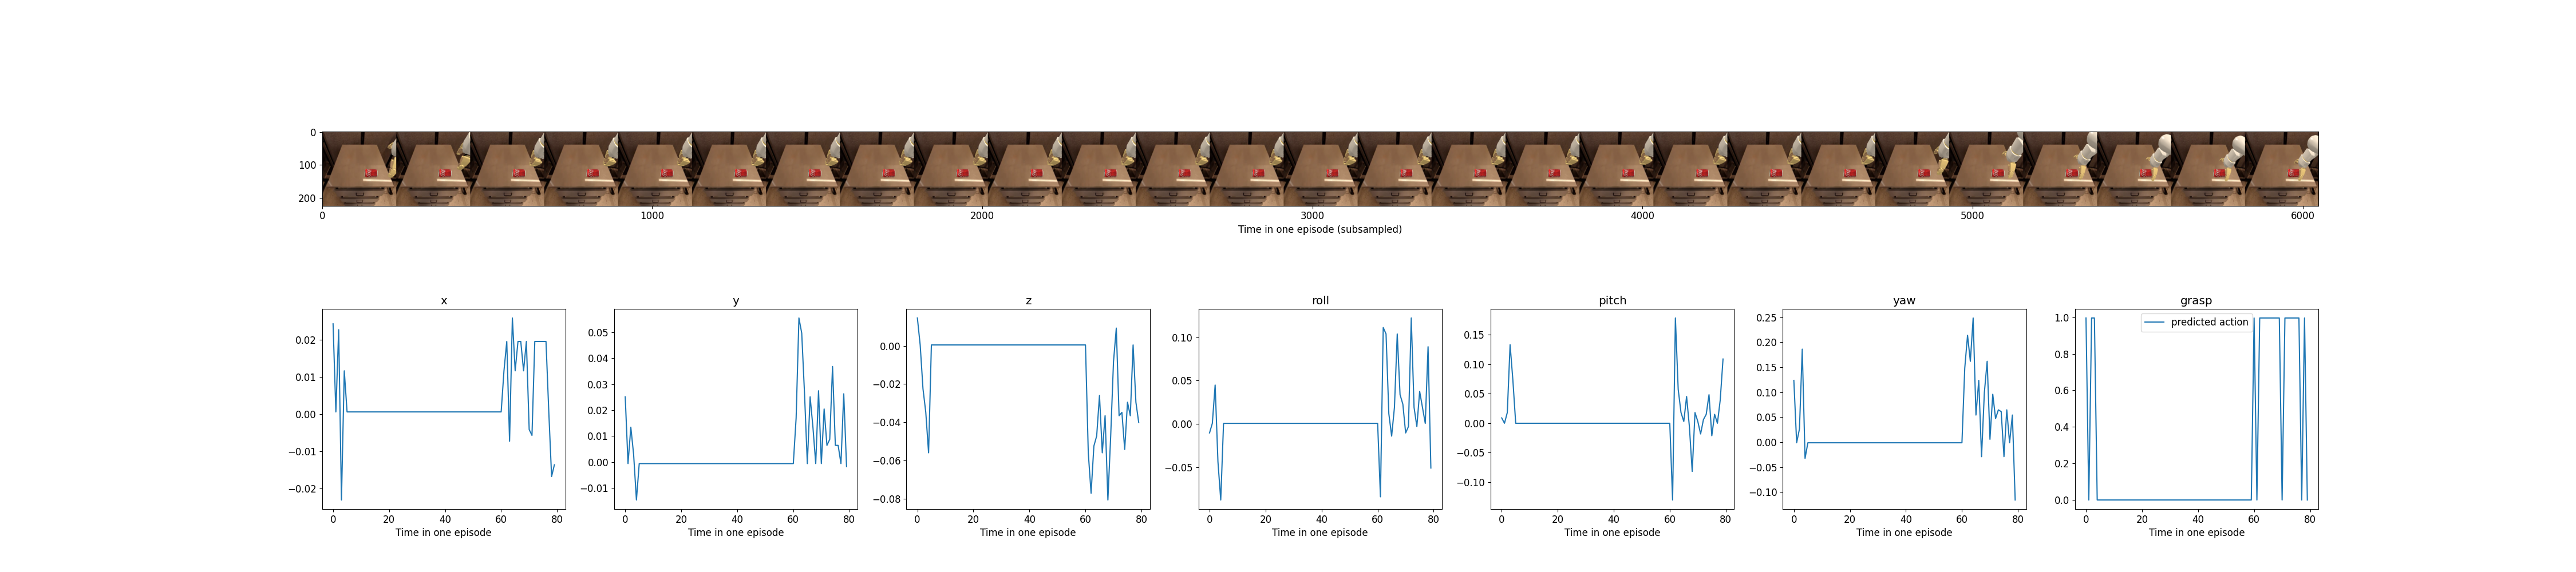 0
100
200
0 1000 2000 3000 4000 5000 6000
Time in one episode (subsampled)
x
0.02
0.01
0.00
−0.01
−0.02
0 20 40 60 80
Time in one episode
y
0.05
0.04
0.03
0.02
0.01
0.00
−0.01
0 20 40 60 80
Time in one episode
z
0.00
−0.02
−0.04
−0.06
−0.08
0 20 40 60 80
Time in one episode
roll
0.10
0.05
0.00
−0.05
0 20 40 60 80
Time in one episode
pitch
0.15
0.10
0.05
0.00
−0.05
−0.10
0 20 40 60 80
Time in one episode
yaw
0.25
0.20
0.15
0.10
0.05
0.00
−0.05
−0.10
0 20 40 60 80
Time in one episode
grasp
predicted action
1.0
0.8
0.6
0.4
0.2
0.0
0 20 40 60 80
Time in one episode